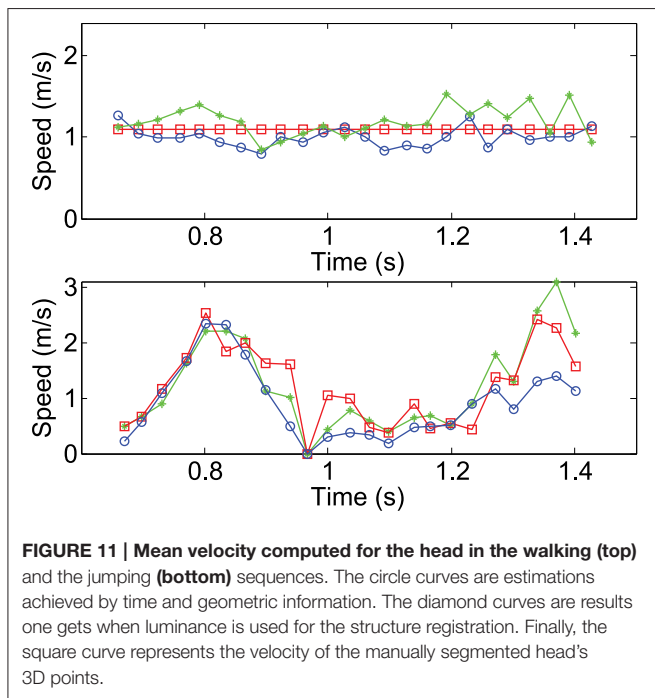 2
1
0
Speed (m/s)
0.8
1
1.2
1.4
Time (s)
3
2
1
0
Speed (m/s)
0.8
1
1.2
1.4
Time (s)
FIGURE 11 | Mean velocity computed for the head in the walking (top)
and the jumping (bottom) sequences. The circle curves are estimations
achieved by time and geometric information. The diamond curves are results
one gets when luminance is used for the structure registration. Finally, the
square curve represents the velocity of the manually segmented head's
3D points.